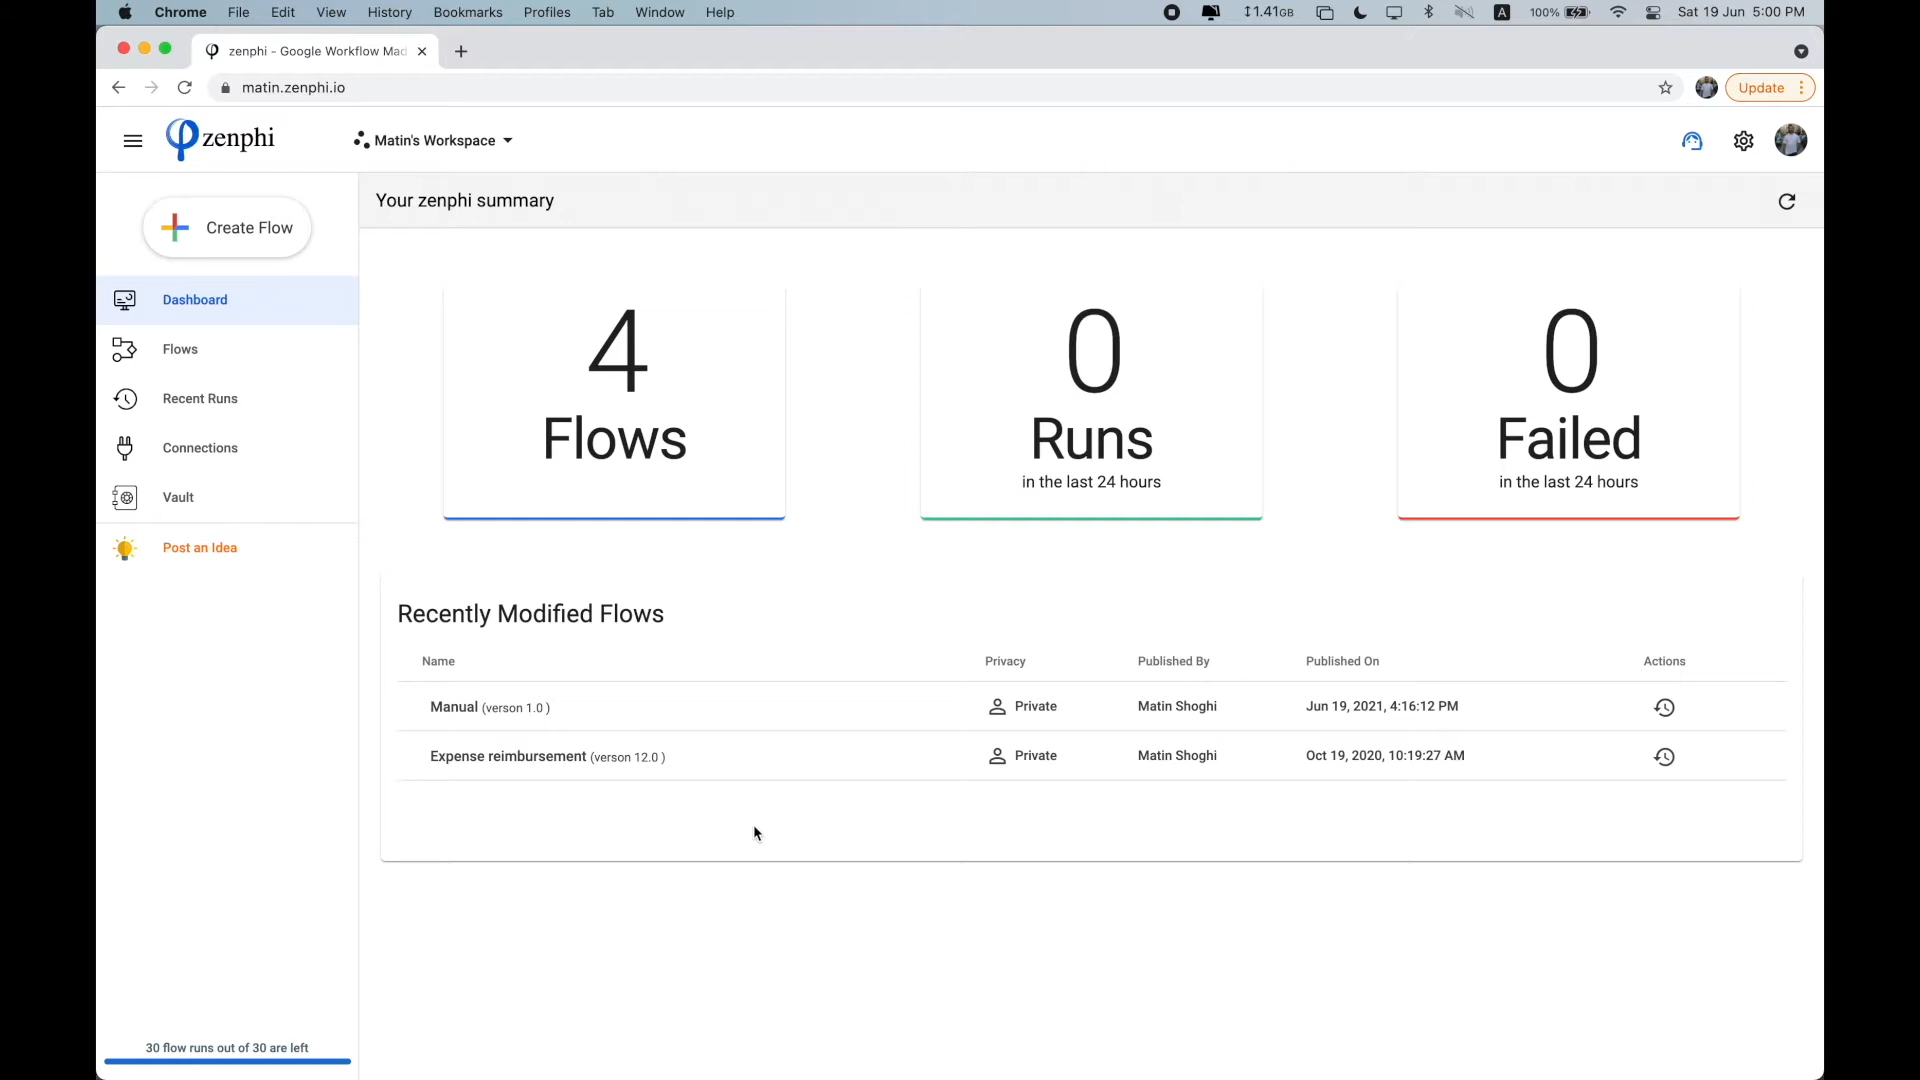 Chrome File Edit View History Bookmarks Profiles Tab Window Help 1.41GB A 100% Sat 19 Jun 5:00 PM
zenphi - Google Workflow Mad
matin.zenphi.io
Update
zenphi
Matin's Workspace
Create Flow
Dashboard
Flows
Recent Runs
Connections
Vault
Post an Idea
30 flow runs out of 30 are left
Your zenphi summary
4
Flows
0
Runs
in the last 24 hours
0
Failed
in the last 24 hours
Recently Modified Flows
Name Privacy Published By Published On Actions
Manual (verson 1.0 ) Private Matin Shoghi Jun 19, 2021, 4:16:12 PM
Expense reimbursement (verson 12.0 ) Private Matin Shoghi Oct 19, 2020, 10:19:27 AM